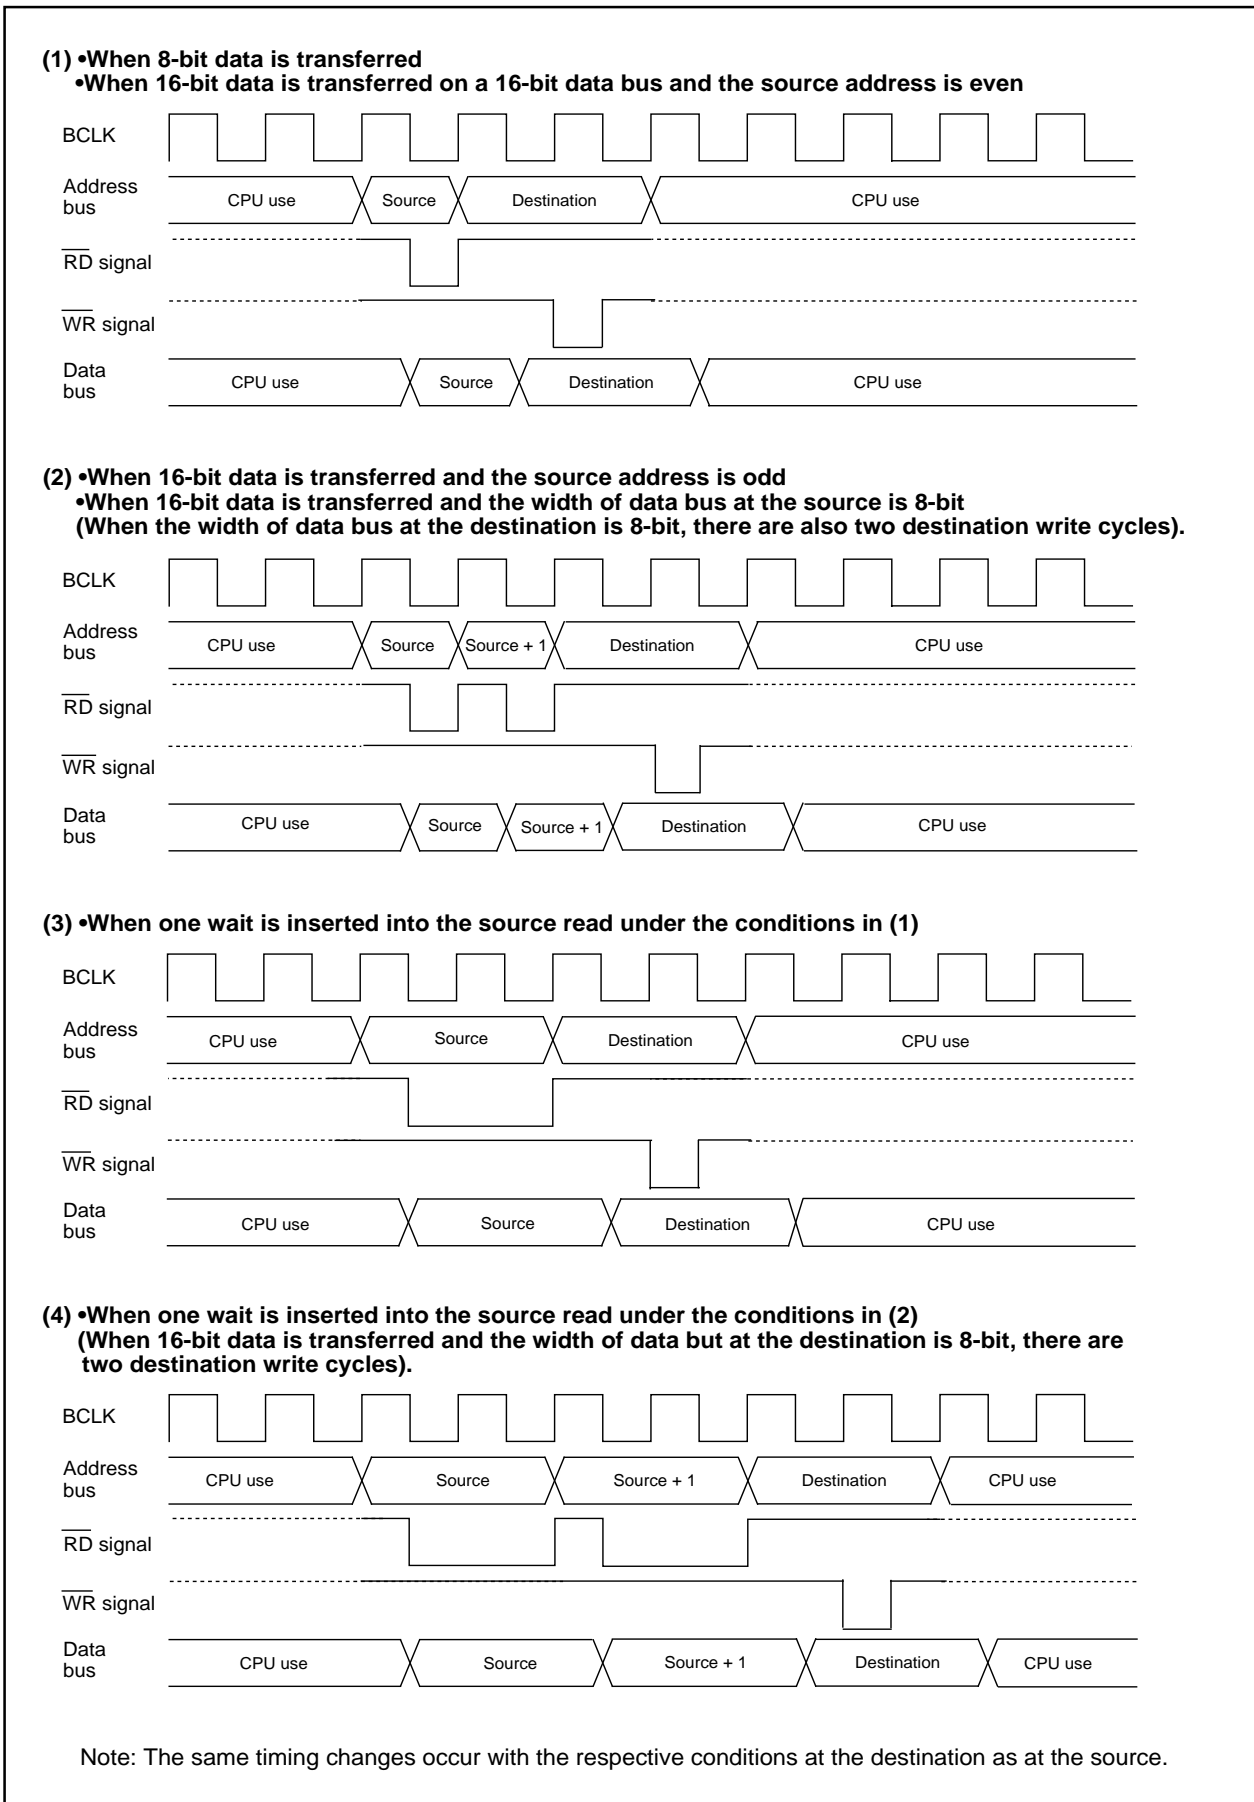 (1) •When 8-bit data is transferred
•When 16-bit data is transferred on a 16-bit data bus and the source address is even
BCLK
Address
bus
CPU use
Source
Destination
CPU use
RD signal
WR signal
Data
bus
CPU use
Source
Destination
CPU use
(2) •When 16-bit data is transferred and the source address is odd
•When 16-bit data is transferred and the width of data bus at the source is 8-bit
(When the width of data bus at the destination is 8-bit, there are also two destination write cycles).
BCLK
Address
bus
CPU use
Source
Source + 1
Destination
CPU use
RD signal
WR signal
Data
bus
CPU use
Source
Source + 1
Destination
CPU use
(3) •When one wait is inserted into the source read under the conditions in (1)
BCLK
Address
bus
CPU use
Source
Destination
CPU use
RD signal
WR signal
Data
bus
CPU use
Source
Destination
CPU use
(4) •When one wait is inserted into the source read under the conditions in (2)
(When 16-bit data is transferred and the width of data but at the destination is 8-bit, there are
two destination write cycles).
BCLK
Address
bus
CPU use
Source
Source + 1
Destination
CPU use
RD signal
WR signal
Data
bus
CPU use
Source
Source + 1
Destination
CPU use
Note: The same timing changes occur with the respective conditions at the destination as at the source.